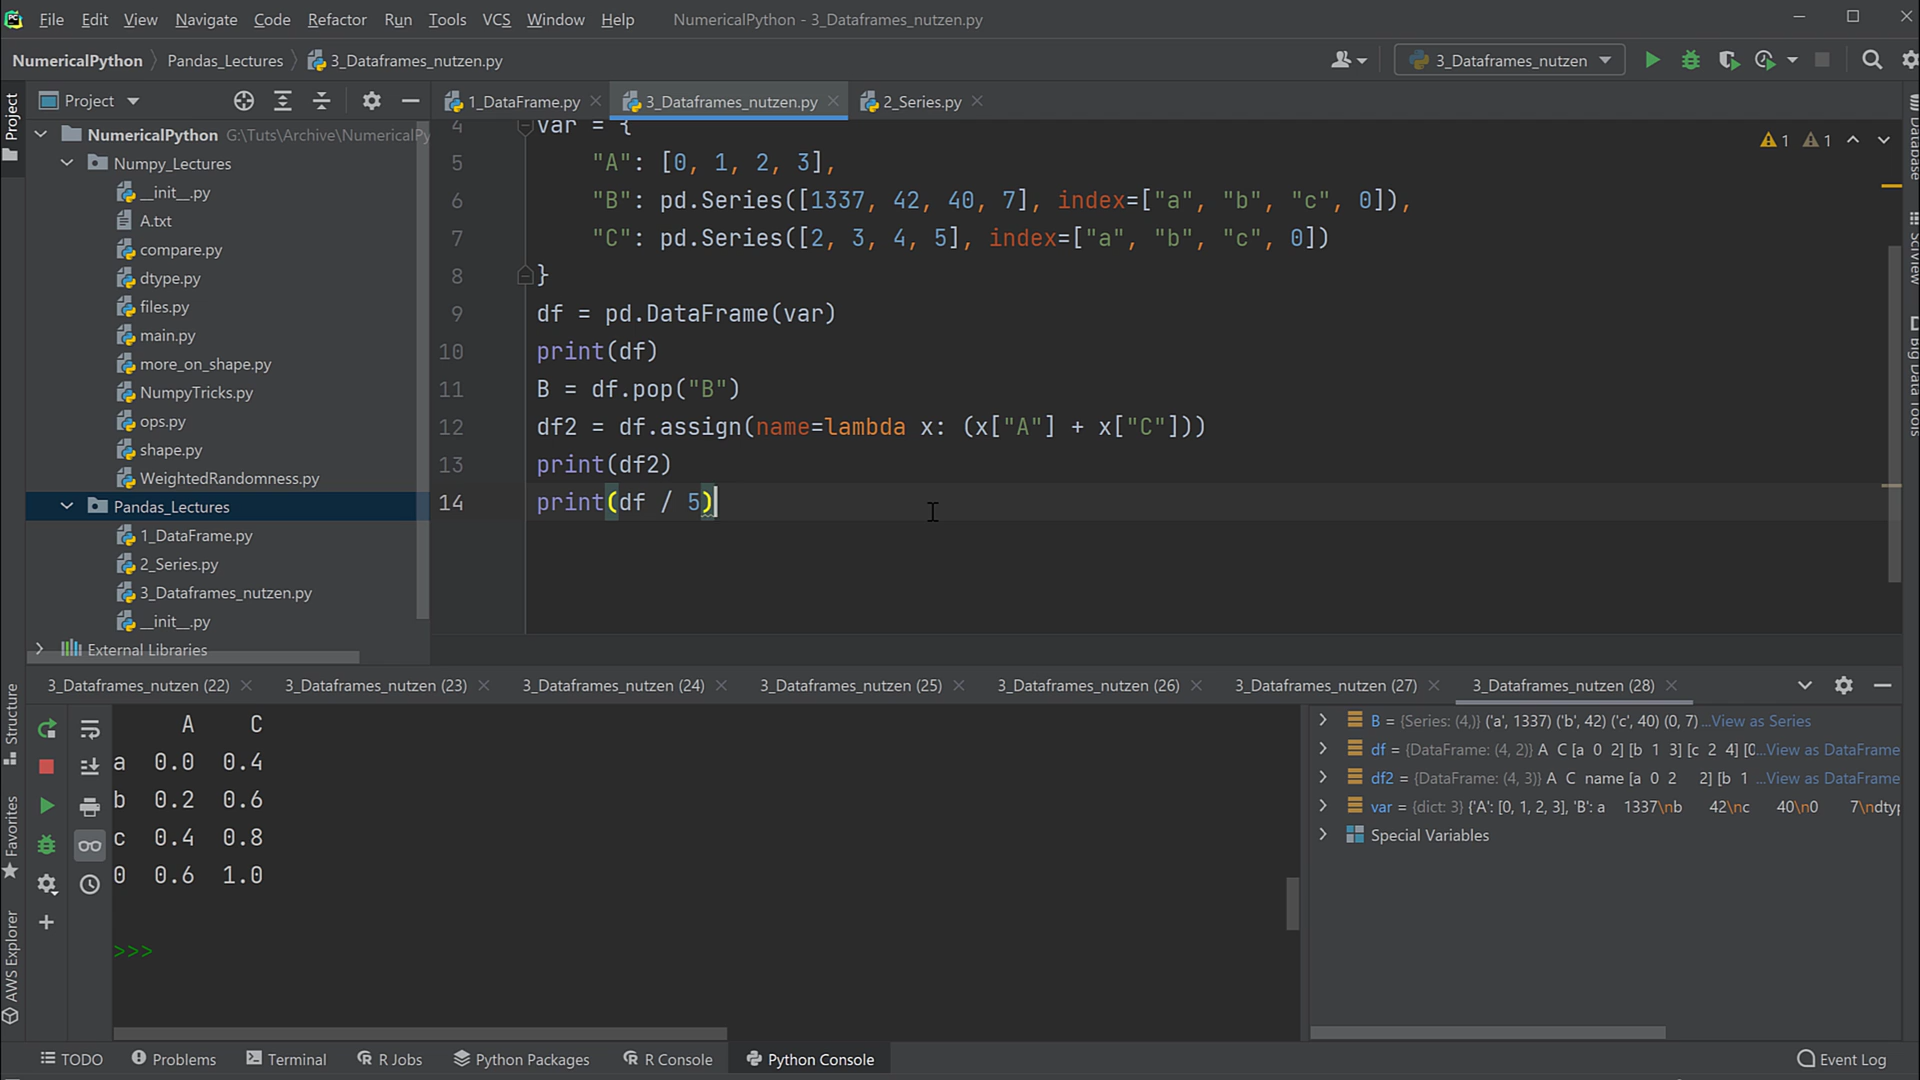 File Edit View Navigate Code Refactor Run Tools VCS Window Help NumericalPython - 3_Dataframes_nutzen.py
NumericalPython Pandas_Lectures 3_Dataframes_nutzen.py 3_Dataframes_nutzen
Project 1_DataFrame.py 3_Dataframes_nutzen.py 2_Series.py
NumericalPython G:\Tuts\Archive\NumericalPy
Numpy_Lectures
__init__.py
A.txt
compare.py
dtype.py
files.py
main.py
more_on_shape.py
NumpyTricks.py
ops.py
shape.py
WeightedRandomness.py
Pandas_Lectures
1_DataFrame.py
2_Series.py
3_Dataframes_nutzen.py
__init__.py
External Libraries
4 var = {
5 "A": [0, 1, 2, 3],
6 "B": pd.Series([1337, 42, 40, 7], index=["a", "b", "c", 0]),
7 "C": pd.Series([2, 3, 4, 5], index=["a", "b", "c", 0])
8 }
9 df = pd.DataFrame(var)
10 print(df)
11 B = df.pop("B")
12 df2 = df.assign(name=lambda x: (x["A"] + x["C"]))
13 print(df2)
14 print(df / 5)
1 1
Project
Structure
Favorites
AWS Explorer
Database
SciView
Big Data Tools
3_Dataframes_nutzen (22) 3_Dataframes_nutzen (23) 3_Dataframes_nutzen (24) 3_Dataframes_nutzen (25) 3_Dataframes_nutzen (26) 3_Dataframes_nutzen (27) 3_Dataframes_nutzen (28)
A C
a 0.0 0.4
b 0.2 0.6
c 0.4 0.8
0 0.6 1.0
>>>
B = {Series: (4,)} ('a', 1337) ('b', 42) ('c', 40) (0, 7) ...View as Series
df = {DataFrame: (4, 2)} A C [a 0 2] [b 1 3] [c 2 4] [0...View as DataFrame
df2 = {DataFrame: (4, 3)} A C name [a 0 2 2] [b 1 ...View as DataFrame
var = {dict: 3} {'A': [0, 1, 2, 3], 'B': a 1337\nb 42\nc 40\n0 7\ndtyp
Special Variables
TODO Problems Terminal R Jobs Python Packages R Console Python Console Event Log